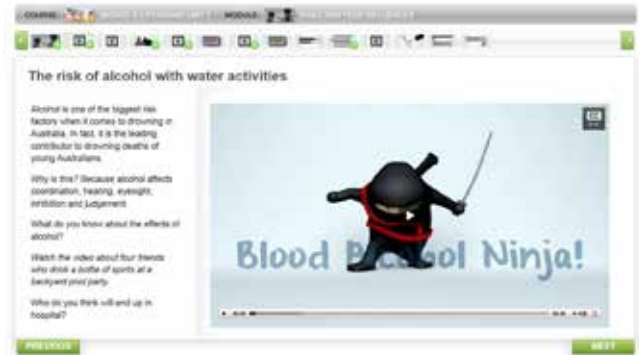 COURSE:
MODULE:
The risk of alcohol with water activities
Alcohol is one of the biggest risk
factors when it comes to drowning in
Australia. In fact, it is the leading
contributor to drowning deaths of
young Australians.
Why is this? Because alcohol affects
coordination, hearing, eyesight,
inhibition and judgement.
What do you know about the effects of
alcohol?
Watch the video about four friends
who drink a bottle of spirits at a
backyard pool party.
Who do you think will end up in
hospital?
Blood Alcohol Ninja!
PREVIOUS
NEXT